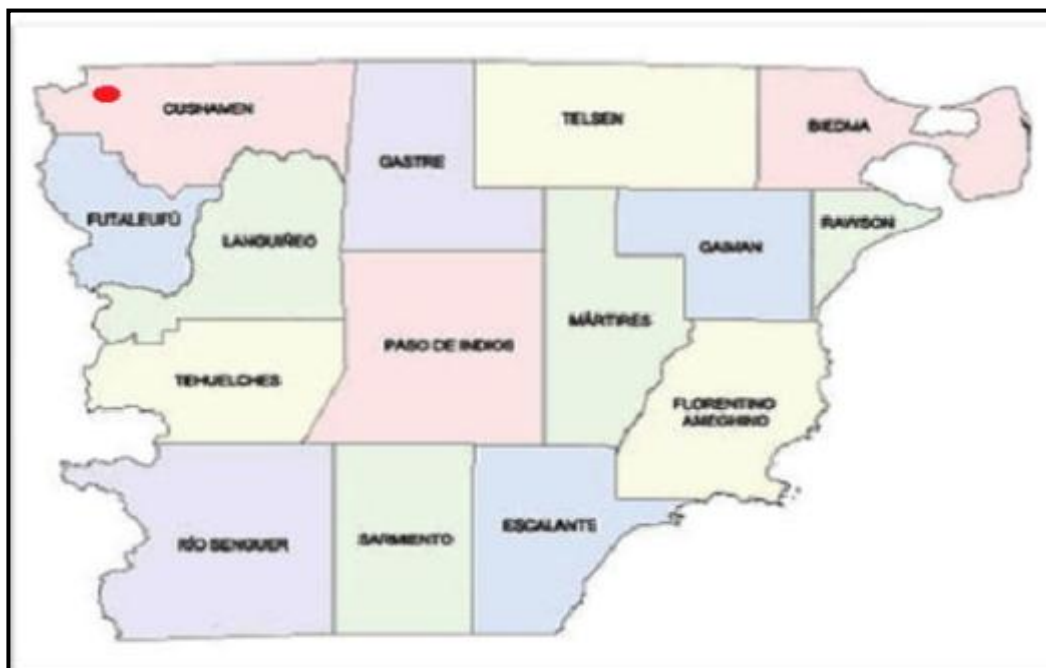 CUSHAMEN
TELSEN
BIEDMA
GASTRE
FUTALEUFÚ
LANGUIÑEO
GAIMAN
RAWSON
MÁRTIRES
PASO DE INDIOS
TEHUELCHES
FLORENTINO
AMEGHINO
RÍO SENGUER
SARMIENTO
ESCALANTE